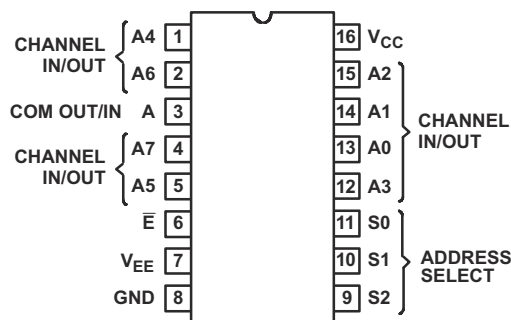 CHANNEL
IN/OUT
A4 1
A6 2
COM OUT/IN A 3
CHANNEL
IN/OUT
A7 4
A5 5
E̅ 6
VEE 7
GND 8
16 VCC
15 A2
14 A1
13 A0
12 A3
CHANNEL
IN/OUT
11 S0
10 S1
9 S2
ADDRESS
SELECT